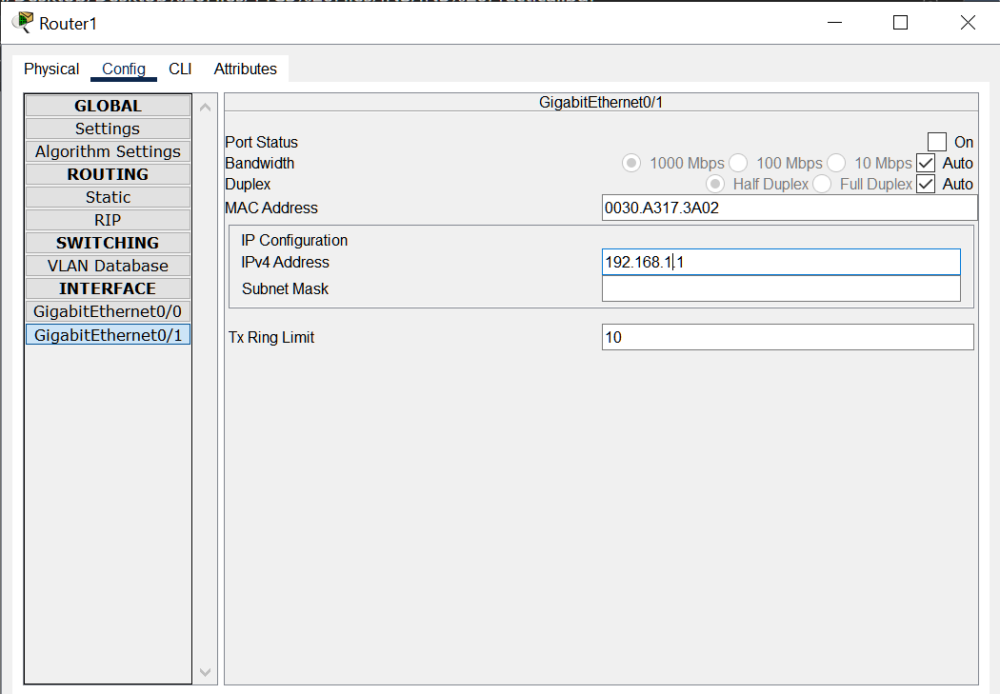 Router1
Physical Config CLI Attributes
GLOBAL
Settings
Algorithm Settings
ROUTING
Static
RIP
SWITCHING
VLAN Database
INTERFACE
GigabitEthernet0/0
GigabitEthernet0/1
GigabitEthernet0/1
Port Status On
Bandwidth 1000 Mbps 100 Mbps 10 Mbps Auto
Duplex Half Duplex Full Duplex Auto
MAC Address 0030.A317.3A02
IP Configuration
IPv4 Address 192.168.1.1
Subnet Mask
Tx Ring Limit 10